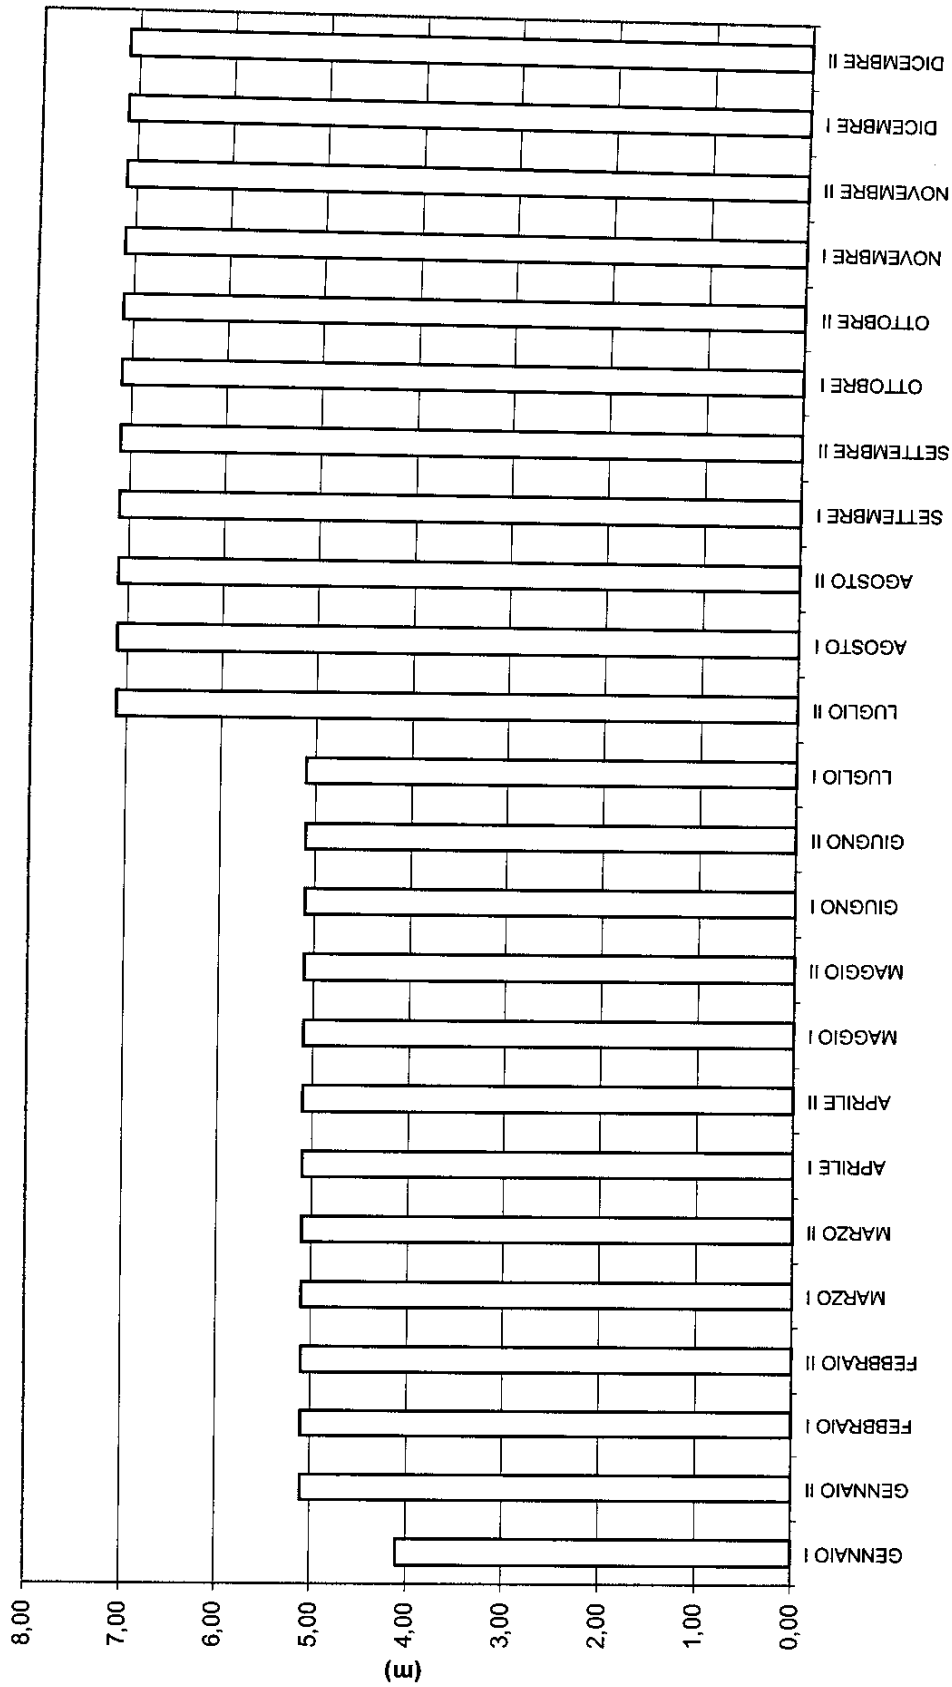 8,00
7,00
6,00
5,00
4,00
3,00
2,00
1,00
0,00
(m)
GENNAIO I
GENNAIO II
FEBBRAIO I
FEBBRAIO II
MARZO I
MARZO II
APRILE I
APRILE II
MAGGIO I
MAGGIO II
GIUGNO I
GIUGNO II
LUGLIO I
LUGLIO II
AGOSTO I
AGOSTO II
SETTEMBRE I
SETTEMBRE II
OTTOBRE I
OTTOBRE II
NOVEMBRE I
NOVEMBRE II
DICEMBRE I
DICEMBRE II